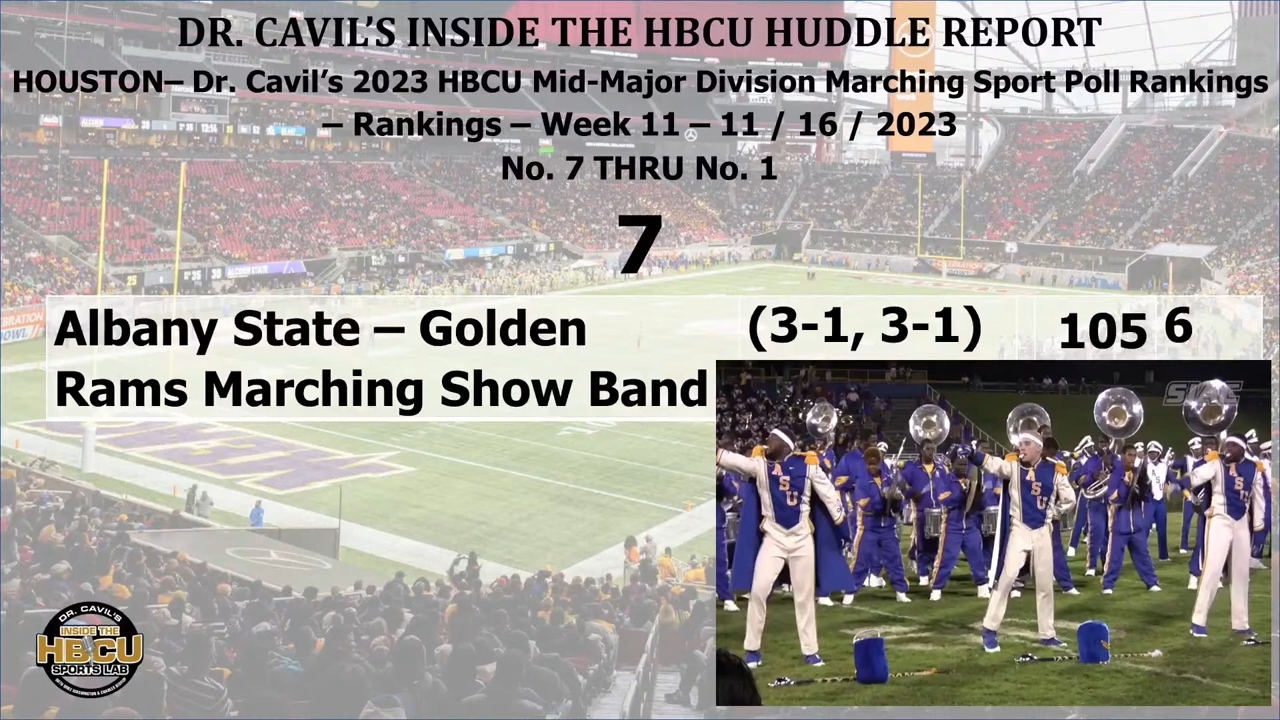 DR. CAVIL'S INSIDE THE HBCU HUDDLE REPORT
HOUSTON– Dr. Cavil's 2023 HBCU Mid-Major Division Marching Sport Poll Rankings
– Rankings – Week 11 – 11 / 16 / 2023
No. 7 THRU No. 1
7
Albany State – Golden
Rams Marching Show Band
(3-1, 3-1)
105 6
ASU
ASU
ASU
DR. CAVIL'S
INSIDE THE
HBCU
SPORTS LAB